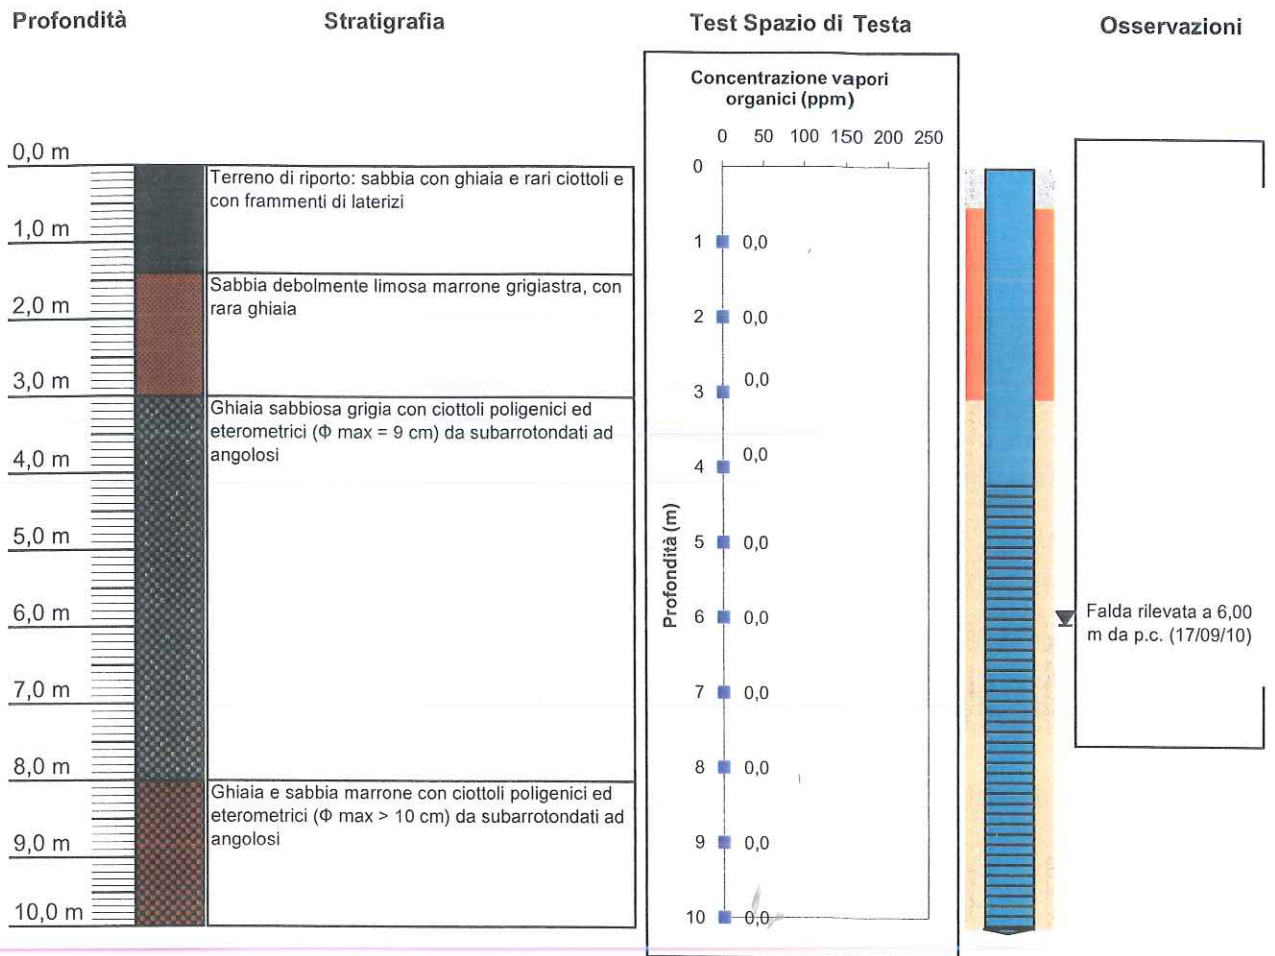 Profondità
Stratigrafia
Test Spazio di Testa
Osservazioni
Concentrazione vapori
organici (ppm)
0 50 100 150 200 250
0,0 m
1,0 m
2,0 m
3,0 m
4,0 m
5,0 m
6,0 m
7,0 m
8,0 m
9,0 m
10,0 m
Terreno di riporto: sabbia con ghiaia e rari ciottoli e
con frammenti di laterizi
Sabbia debolmente limosa marrone grigiastra, con
rara ghiaia
Ghiaia sabbiosa grigia con ciottoli poligenici ed
eterometrici (Φ max = 9 cm) da subarrotondati ad
angolosi
Ghiaia e sabbia marrone con ciottoli poligenici ed
eterometrici (Φ max > 10 cm) da subarrotondati ad
angolosi
Profondità (m)
0
1 0,0
2 0,0
3 0,0
4 0,0
5 0,0
6 0,0
7 0,0
8 0,0
9 0,0
10 0,0
Falda rilevata a 6,00
m da p.c. (17/09/10)